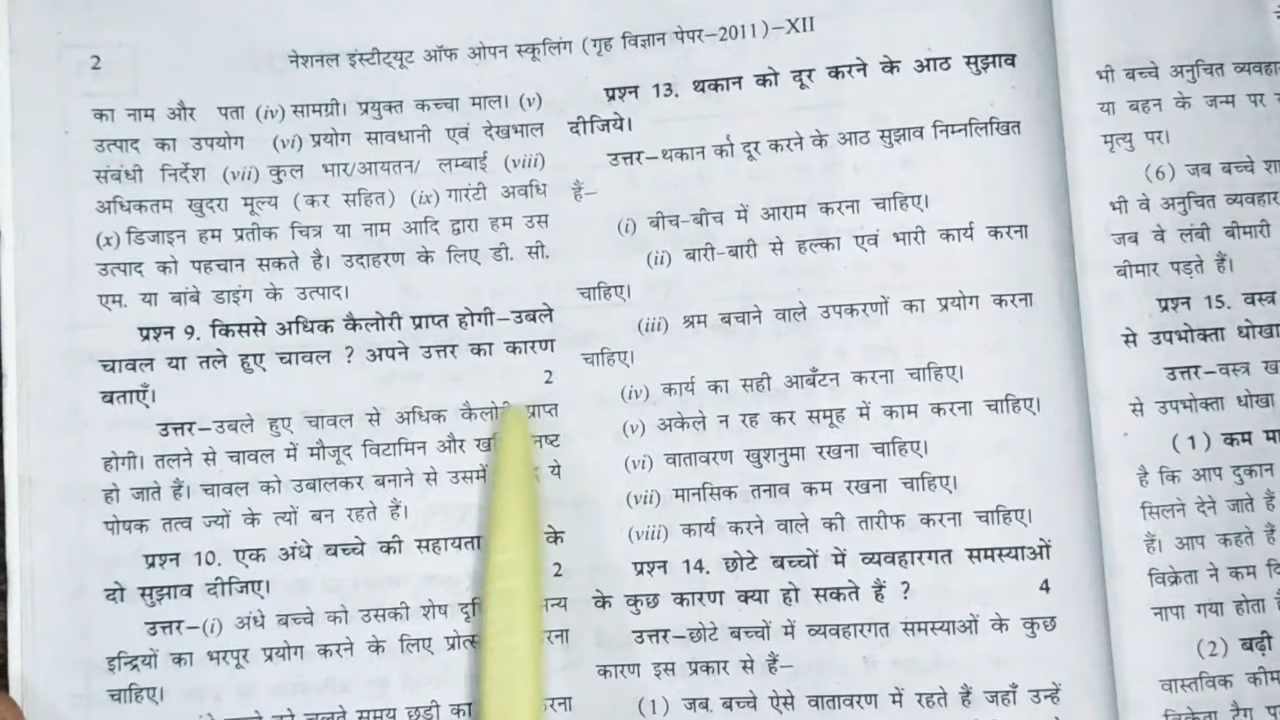 2
नेशनल इंस्टीट्यूट ऑफ ओपन स्कूलिंग (गृह विज्ञान पेपर–2011)–XII
का नाम और पता (iv) सामग्री। प्रयुक्त कच्चा माल। (v)
उत्पाद का उपयोग (vi) प्रयोग सावधानी एवं देखभाल
संबंधी निर्देश (vii) कुल भार/आयतन/ लम्बाई (viii)
अधिकतम खुदरा मूल्य (कर सहित) (ix) गारंटी अवधि
(x) डिजाइन हम प्रतीक चित्र या नाम आदि द्वारा हम उस
उत्पाद को पहचान सकते है। उदाहरण के लिए डी. सी.
एम. या बांबे डाइंग के उत्पाद।
प्रश्न 9. किससे अधिक कैलोरी प्राप्त होगी–उबले
चावल या तले हुए चावल ? अपने उत्तर का कारण
बताएँ। 2
उत्तर–उबले हुए चावल से अधिक कैलोरी प्राप्त
होगी। तलने से चावल में मौजूद विटामिन और नष्ट
हो जाते हैं। चावल को उबालकर बनाने से उसमें ये
पोषक तत्व ज्यों के त्यों बन रहते हैं।
प्रश्न 10. एक अंधे बच्चे की सहायता के
दो सुझाव दीजिए। 2
उत्तर–(i) अंधे बच्चे को उसकी शेष
इन्द्रियों का भरपूर प्रयोग करने के लिए
चाहिए।
चलते समय छड़ी का
प्रश्न 13. थकान को दूर करने के आठ सुझाव
दीजिये।
उत्तर–थकान को दूर करने के आठ सुझाव निम्नलिखित
हैं–
(i) बीच-बीच में आराम करना चाहिए।
(ii) बारी-बारी से हल्का एवं भारी कार्य करना
चाहिए।
(iii) श्रम बचाने वाले उपकरणों का प्रयोग करना
चाहिए।
(iv) कार्य का सही आबँटन करना चाहिए।
(v) अकेले न रह कर समूह में काम करना चाहिए।
(vi) वातावरण खुशनुमा रखना चाहिए।
(vii) मानसिक तनाव कम रखना चाहिए।
(viii) कार्य करने वाले की तारीफ करना चाहिए।
प्रश्न 14. छोटे बच्चों में व्यवहारगत समस्याओं
के कुछ कारण क्या हो सकते हैं ? 4
उत्तर–छोटे बच्चों में व्यवहारगत समस्याओं के कुछ
कारण इस प्रकार से हैं–
(1) जब बच्चे ऐसे वातावरण में रहते हैं जहाँ उन्हें
भी बच्चे अनुचित
या बहन के जन्म पर
मृत्यु पर।
(6) जब बच्चे
भी वे अनुचित
जब वे लंबी बीमारी
बीमार पड़ते हैं।
प्रश्न 15. वस्त्र
से उपभोक्ता
उत्तर–वस्त्र
से उपभोक्ता धोखा
(1) कम
है कि आप दुकान
सिलने देने जाते हैं
हैं। आप कहते हैं
विक्रेता ने कम
नापा गया होता
(2) बढ़ी
वास्तविक
विक्रेता टैग